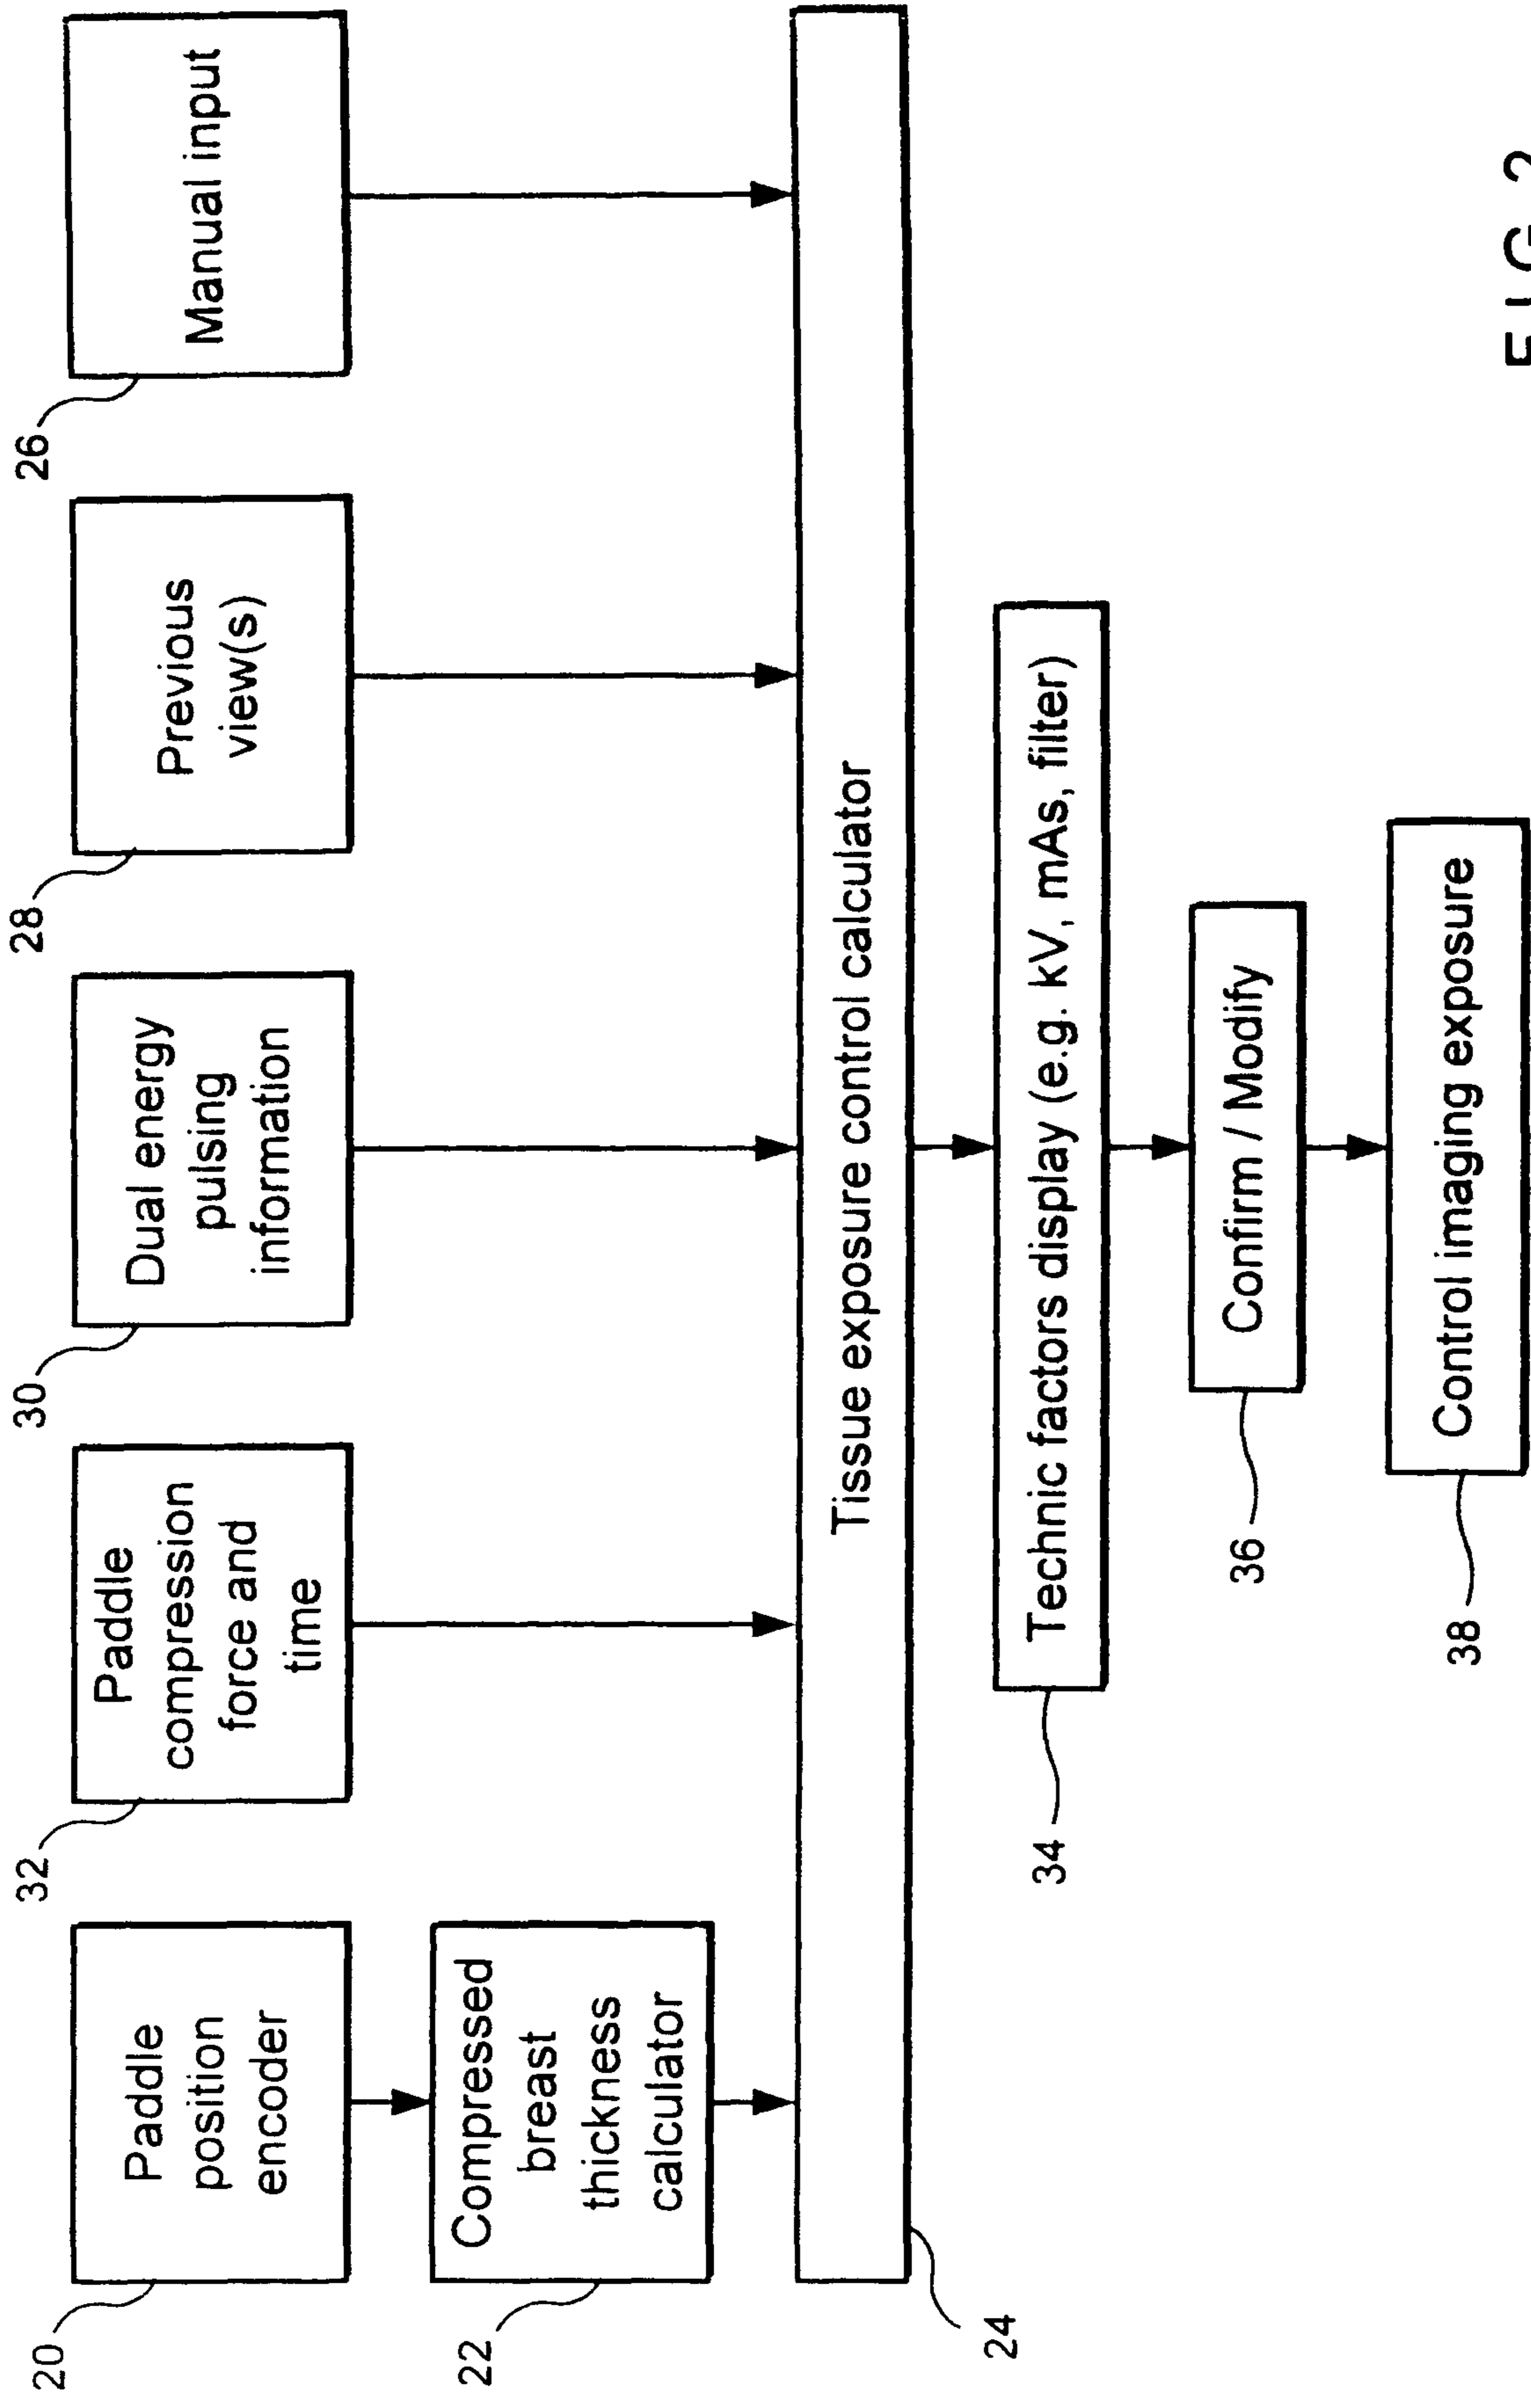 20
Paddle
position
encoder
32
Paddle
compression
force and
time
30
Dual energy
pulsing
information
28
Previous
view(s)
26
Manual input
22
Compressed
breast
thickness
calculator
24
Tissue exposure control calculator
34
Technic factors display (e.g. kV, mAs, filter)
36
Confirm / Modify
38
Control imaging exposure
FIG. 2